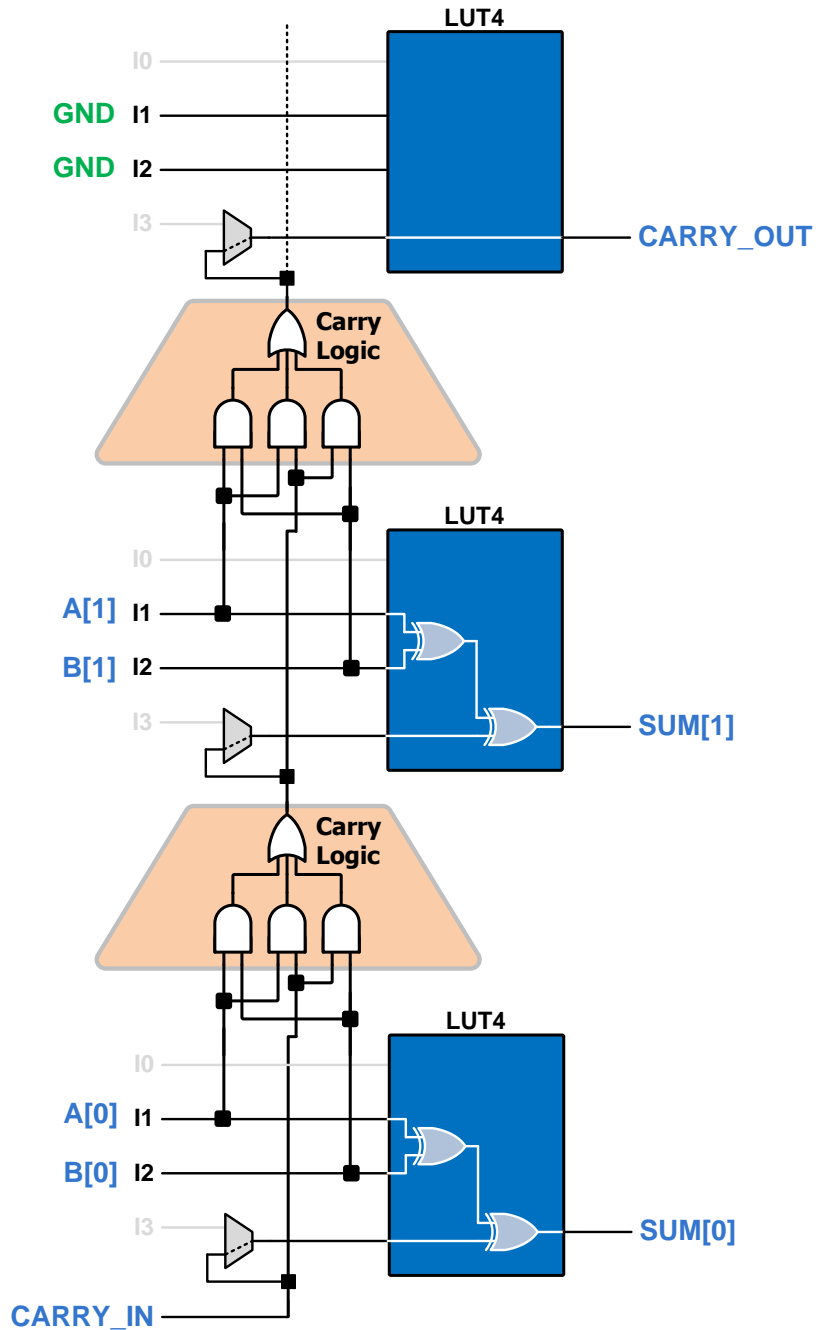 LUT4
I0
GND I1
GND I2
I3
CARRY_OUT
Carry
Logic
LUT4
I0
A[1] I1
B[1] I2
I3
SUM[1]
Carry
Logic
LUT4
I0
A[0] I1
B[0] I2
I3
SUM[0]
CARRY_IN